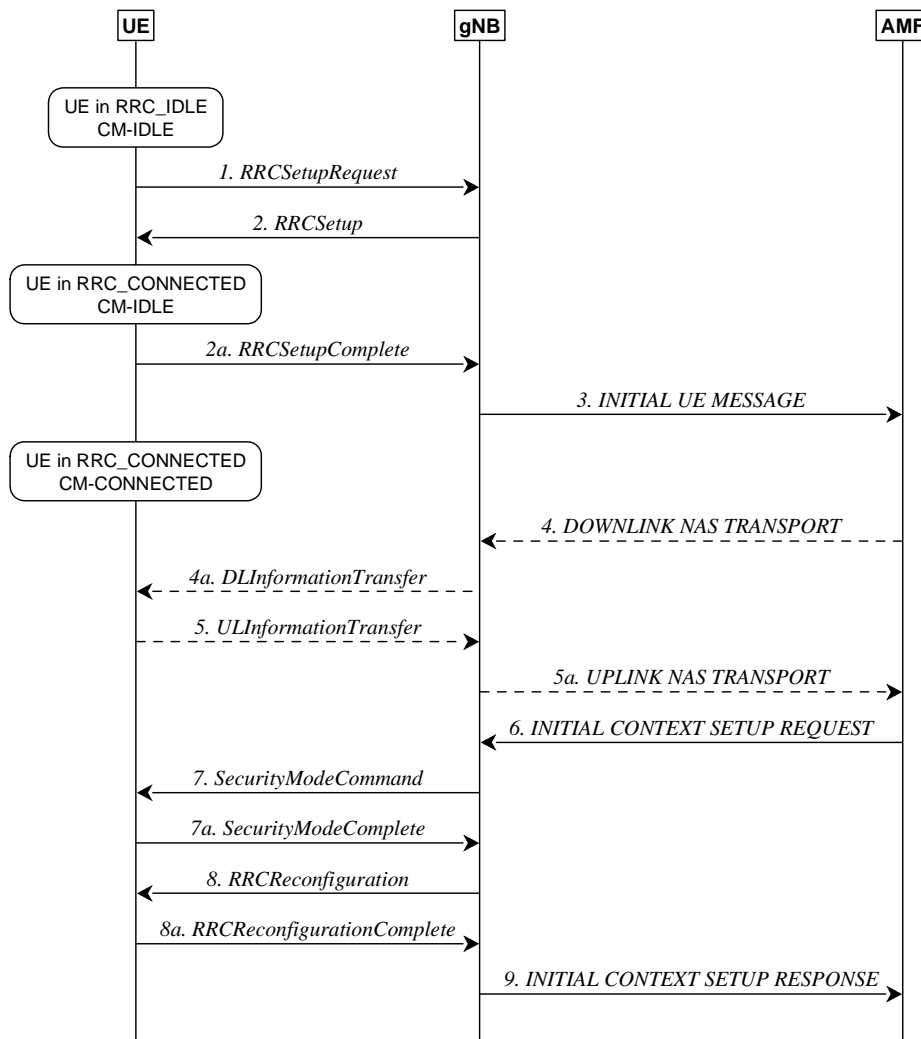 UE
gNB
AMF
UE in RRC_IDLE
CM-IDLE
1. RRCSetupRequest
2. RRCSetup
UE in RRC_CONNECTED
CM-IDLE
2a. RRCSetupComplete
3. INITIAL UE MESSAGE
UE in RRC_CONNECTED
CM-CONNECTED
4. DOWNLINK NAS TRANSPORT
4a. DLInformationTransfer
5. ULInformationTransfer
5a. UPLINK NAS TRANSPORT
6. INITIAL CONTEXT SETUP REQUEST
7. SecurityModeCommand
7a. SecurityModeComplete
8. RRCReconfiguration
8a. RRCReconfigurationComplete
9. INITIAL CONTEXT SETUP RESPONSE